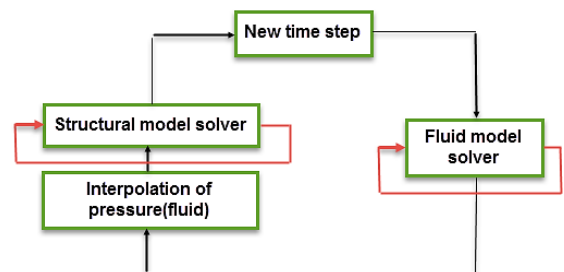 New time step
Structural model solver
Fluid model
solver
Interpolation of
pressure(fluid)